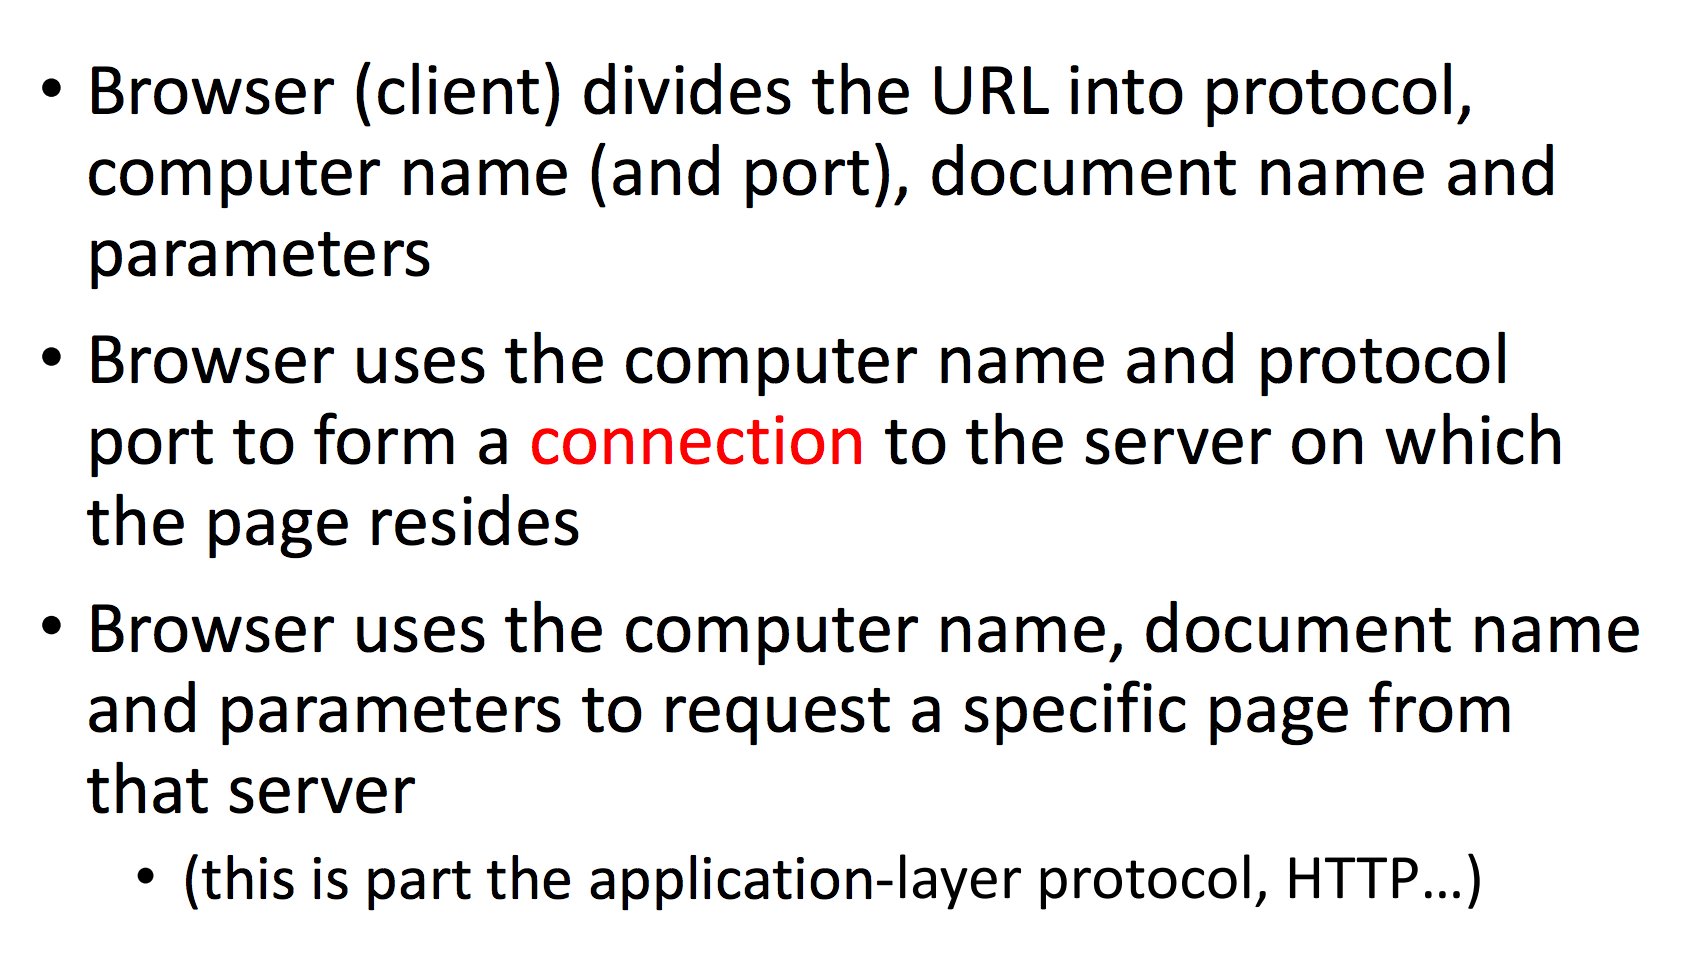 • Browser (client) divides the URL into protocol,
computer name (and port), document name and
parameters
• Browser uses the computer name and protocol
port to form a connection to the server on which
the page resides
• Browser uses the computer name, document name
and parameters to request a specific page from
that server
• (this is part the application-layer protocol, HTTP…)